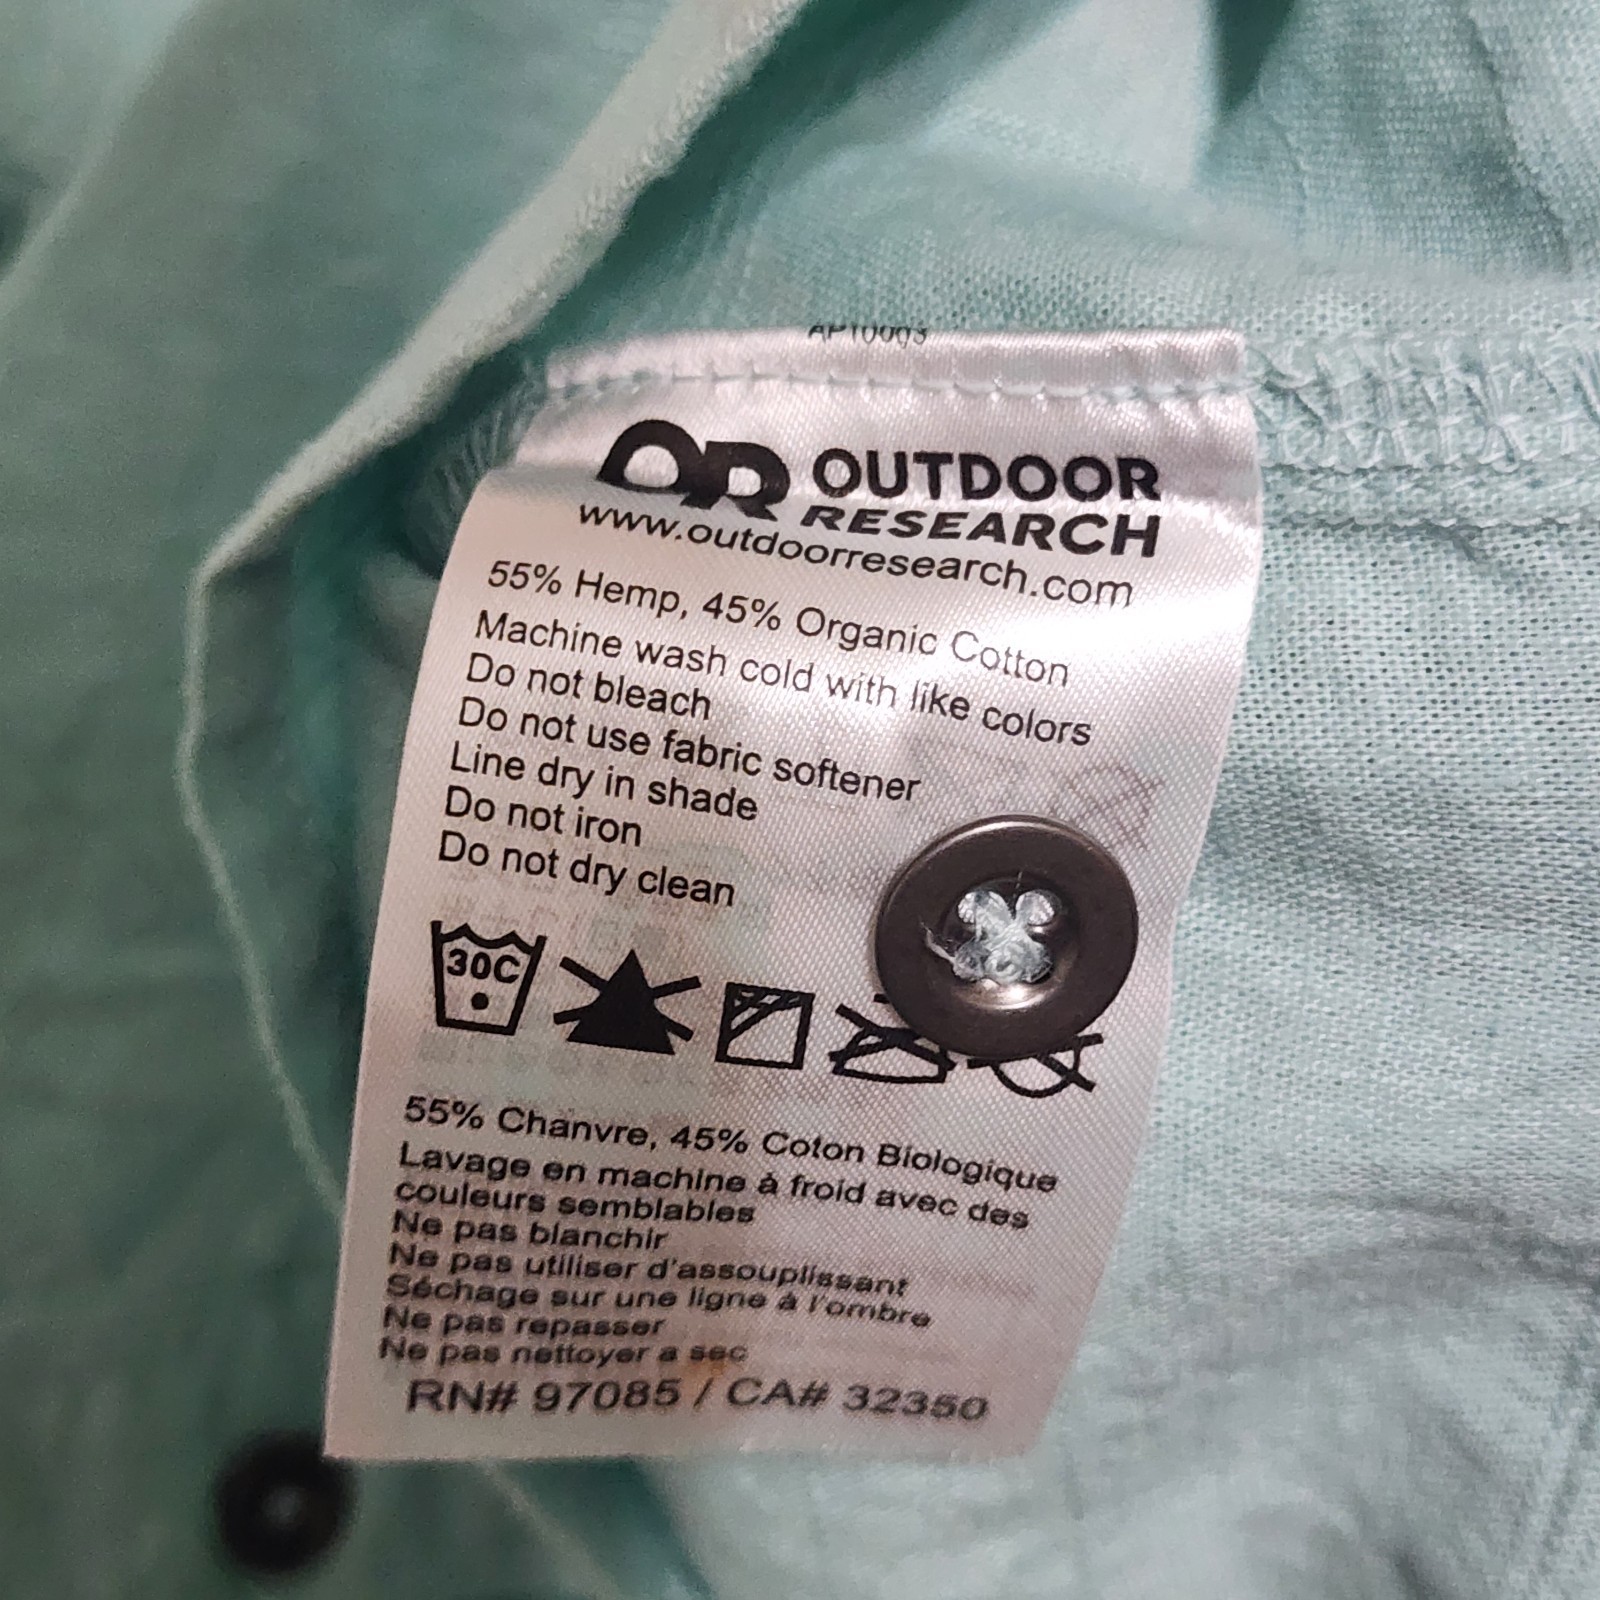 OR OUTDOOR
RESEARCH
www.outdoorresearch.com
55% Hemp, 45% Organic Cotton
Machine wash cold with like colors
Do not bleach
Do not use fabric softener
Line dry in shade
Do not iron
Do not dry clean
30C
55% Chanvre, 45% Coton Biologique
Lavage en machine à froid avec des
couleurs semblables
Ne pas blanchir
Ne pas utiliser d'assouplissant
Séchage sur une ligne à l'ombre
Ne pas repasser
Ne pas nettoyer a sec
RN# 97085 / CA# 32350